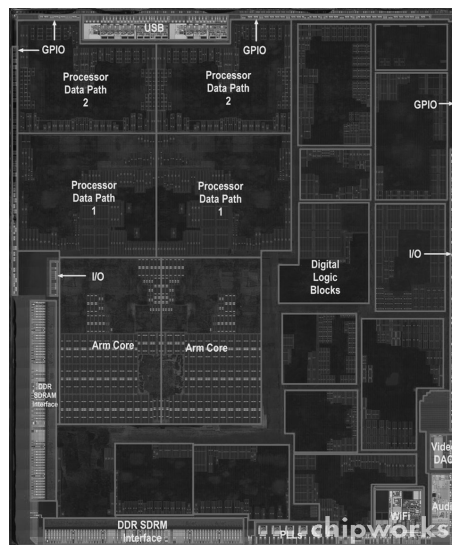 USB
GPIO
GPIO
Processor
Data Path
2
Processor
Data Path
2
GPIO
Processor
Data Path
1
Processor
Data Path
1
I/O
I/O
Digital
Logic
Blocks
Arm Core
Arm Core
DDR
SDRAM
Interface
Video
DAC
Audio
WiFi
DDR SDRM
Interface
PLLs
chipworks